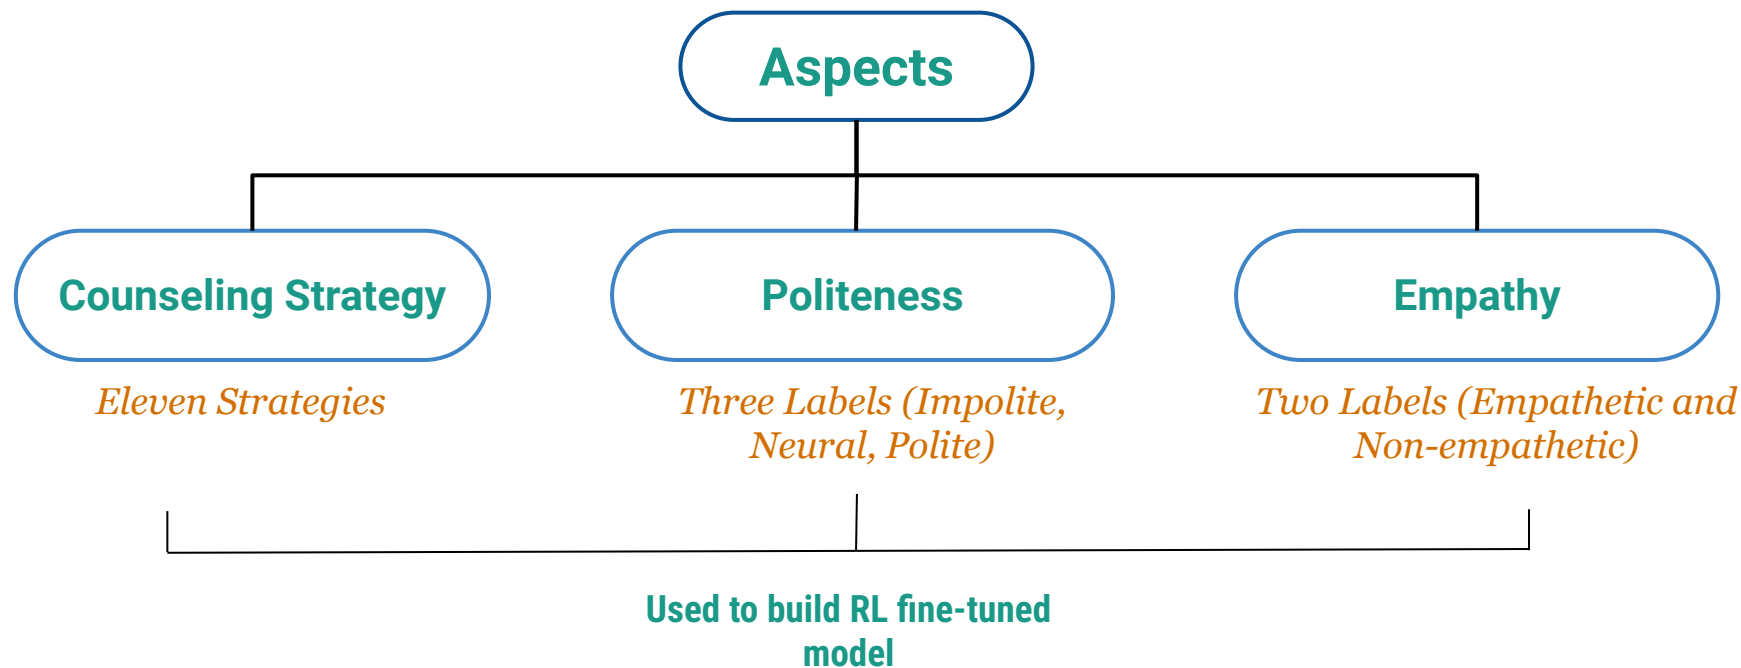 Aspects
Counseling Strategy
Politeness
Empathy
Eleven Strategies
Three Labels (Impolite,
Neural, Polite)
Two Labels (Empathetic and
Non-empathetic)
Used to build RL fine-tuned
model